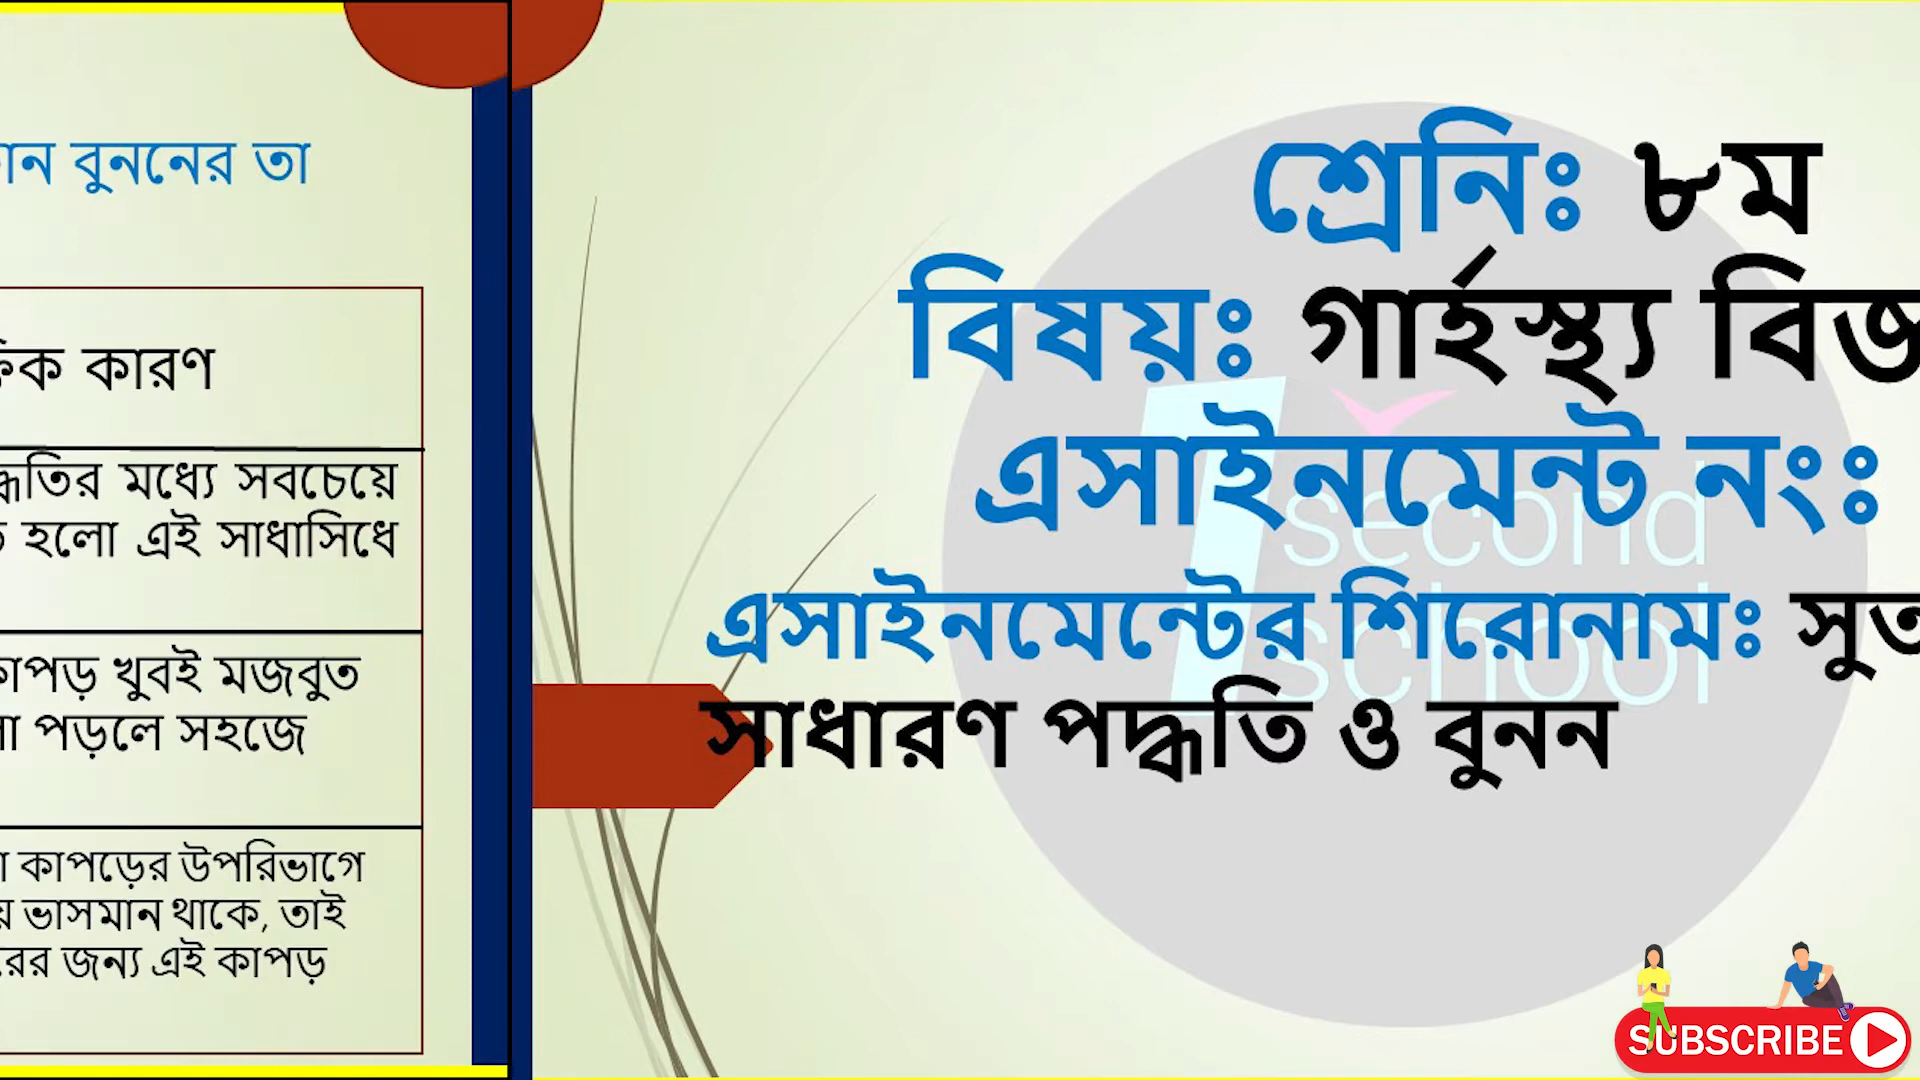 বুননের তা
কারণ
মধ্যে সবচেয়ে
হলো এই সাধাসিধে
কাপড় খুবই মজবুত
পড়লে সহজে
কাপড়ের উপরিভাগে
ভাসমান থাকে, তাই
জন্য এই কাপড়
শ্রেনিঃ ৮ম
বিষয়ঃ গার্হস্থ্য
এসাইনমেন্ট নংঃ
এসাইনমেন্টের শিরোনামঃ
সাধারণ পদ্ধতি ও বুনন
second
school
SUBSCRIBE